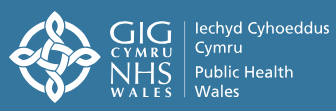 GIG
CYMRU
NHS
WALES
Iechyd Cyhoeddus
Cymru
Public Health
Wales